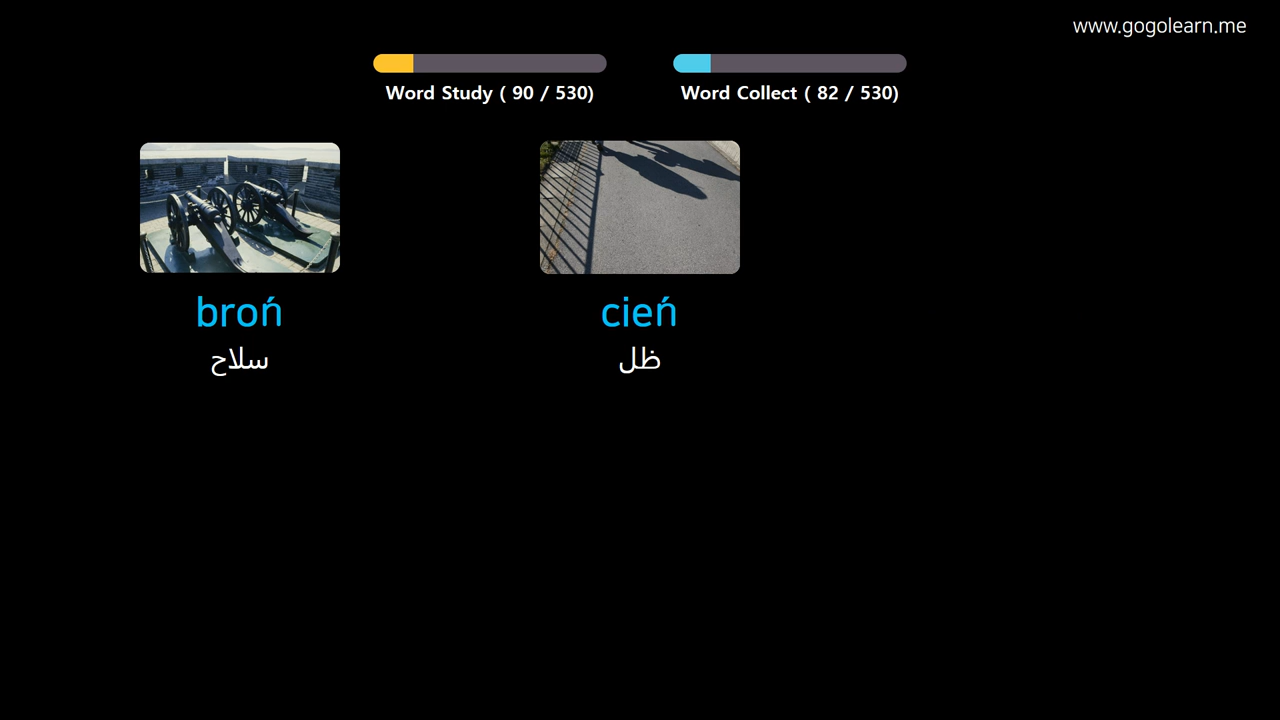 www.gogolearn.me
Word Study ( 90 / 530)
Word Collect ( 82 / 530)
broń
cień
سلاح
ظل